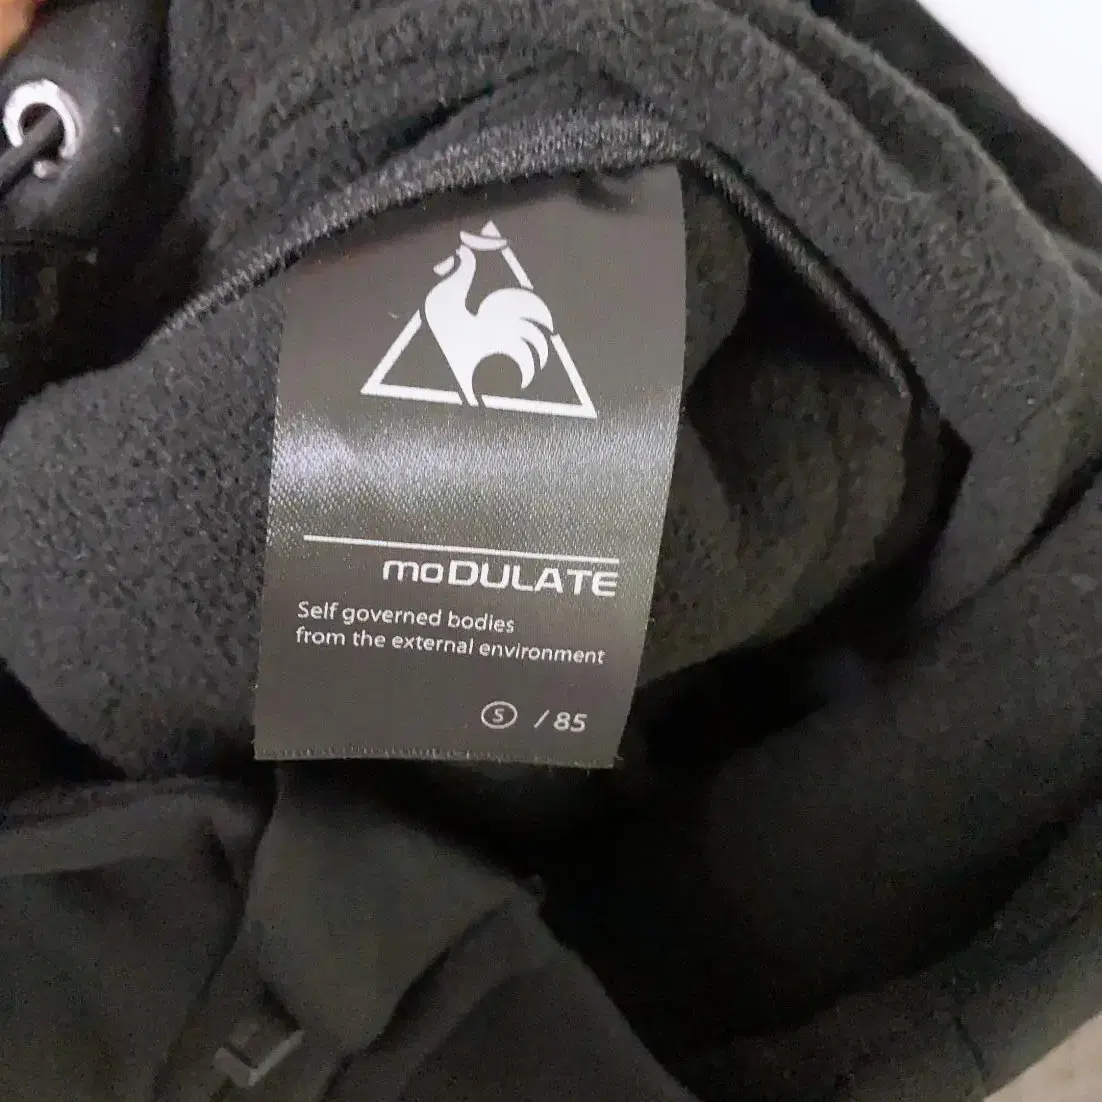 moDULATE
Self governed bodies
from the external environment
Ⓢ / 85